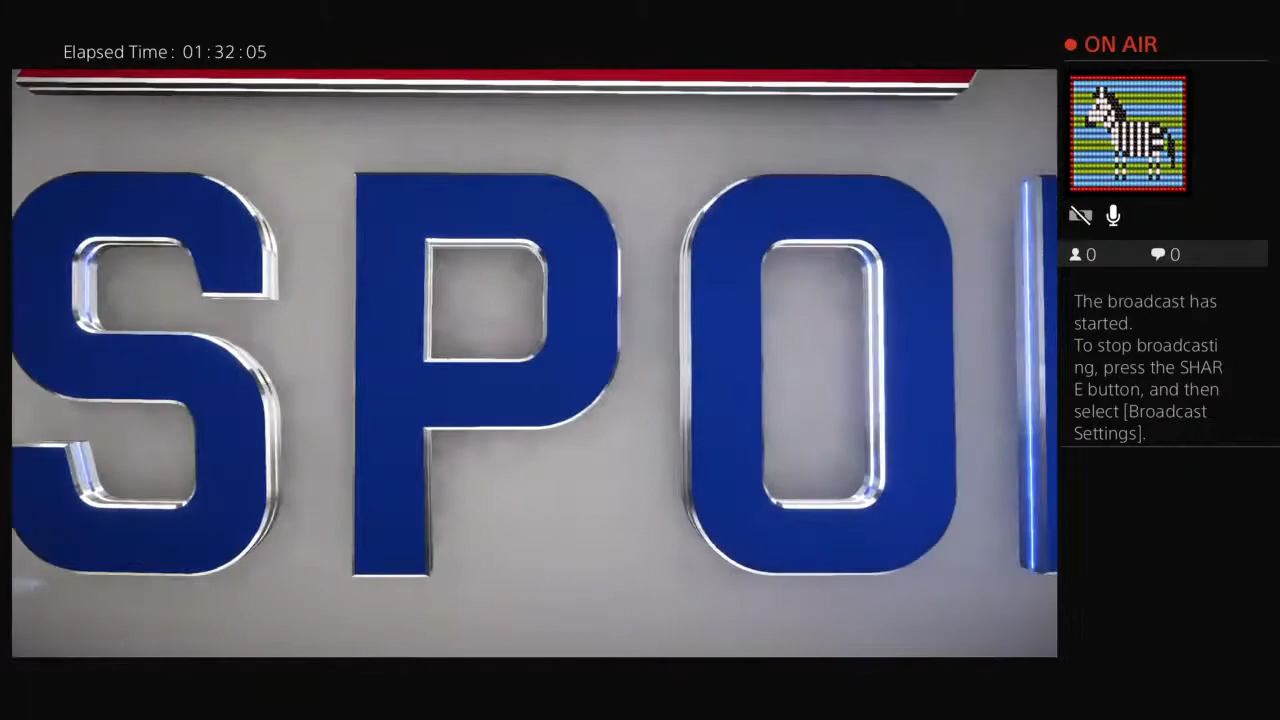 Elapsed Time: 01:32:05
ON AIR
SPO
0
0
The broadcast has
started.
To stop broadcasti
ng, press the SHAR
E button, and then
select [Broadcast
Settings].